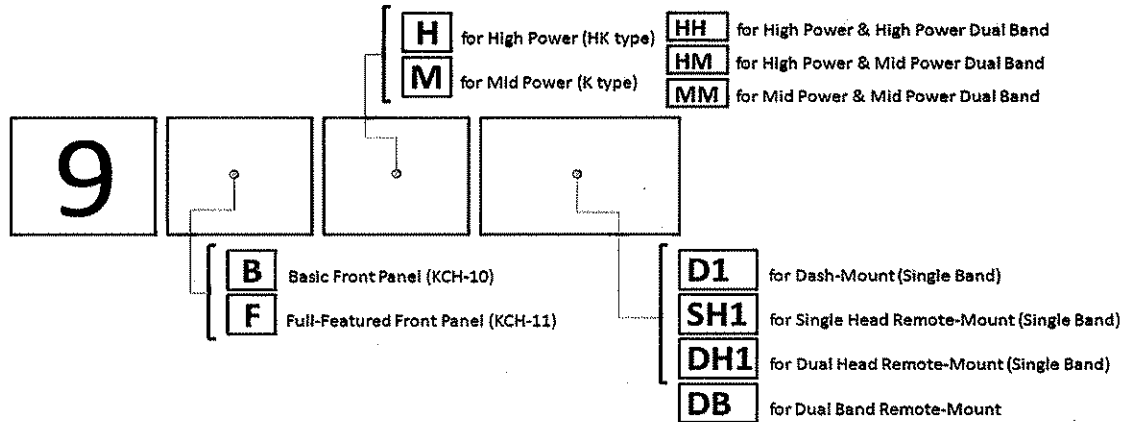 H for High Power (HK type) HH for High Power & High Power Dual Band
HM for High Power & Mid Power Dual Band
M for Mid Power (K type)
MM for Mid Power & Mid Power Dual Band
9
B Basic Front Panel (KCH-10)
F Full-Featured Front Panel (KCH-11)
D1 for Dash-Mount (Single Band)
SH1 for Single Head Remote-Mount (Single Band)
DH1 for Dual Head Remote-Mount (Single Band)
DB for Dual Band Remote-Mount